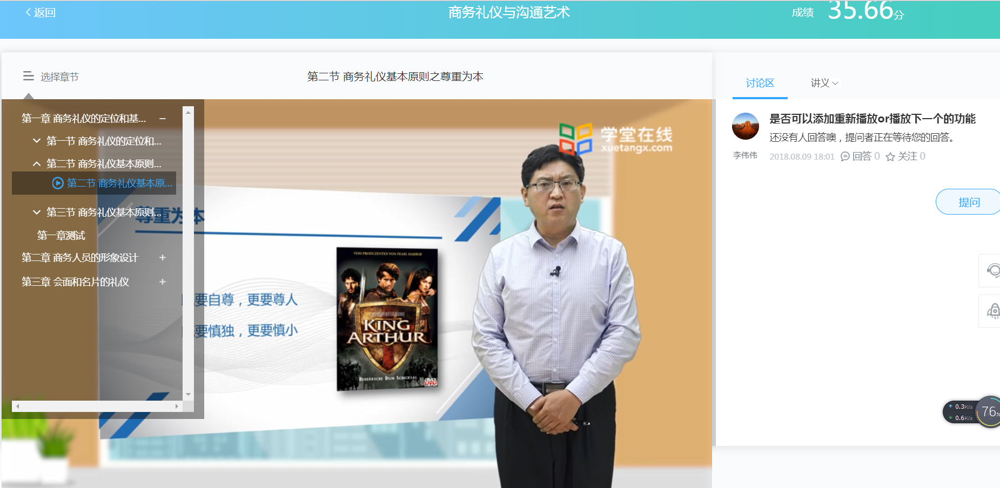 返回
商务礼仪与沟通艺术
成绩 35.66分
选择章节
第二节 商务礼仪基本原则之尊重为本
讨论区
讲义
第一章 商务礼仪的定位和基...
第一节 商务礼仪的定位和...
第二节 商务礼仪基本原则...
第二节 商务礼仪基本原...
第三节 商务礼仪基本原则...
第一章测试
第二章 商务人员的形象设计
第三章 会面和名片的礼仪
学堂在线
xuetangx.com
尊重为本
要自尊，更要尊人
要慎独，更要慎小
VOM PRODUZENTEN VON PEARL HARBOR
KING
ARTHUR
BEHERRSCHE DEIN SCHICKSAL
DVD
是否可以添加重新播放or播放下一个的功能
还没有人回答噢，提问者正在等待您的回答。
李伟伟
2018.08.09 18:01 回答 0 关注 0
提问
0.3K/s
0.6K/s
76%